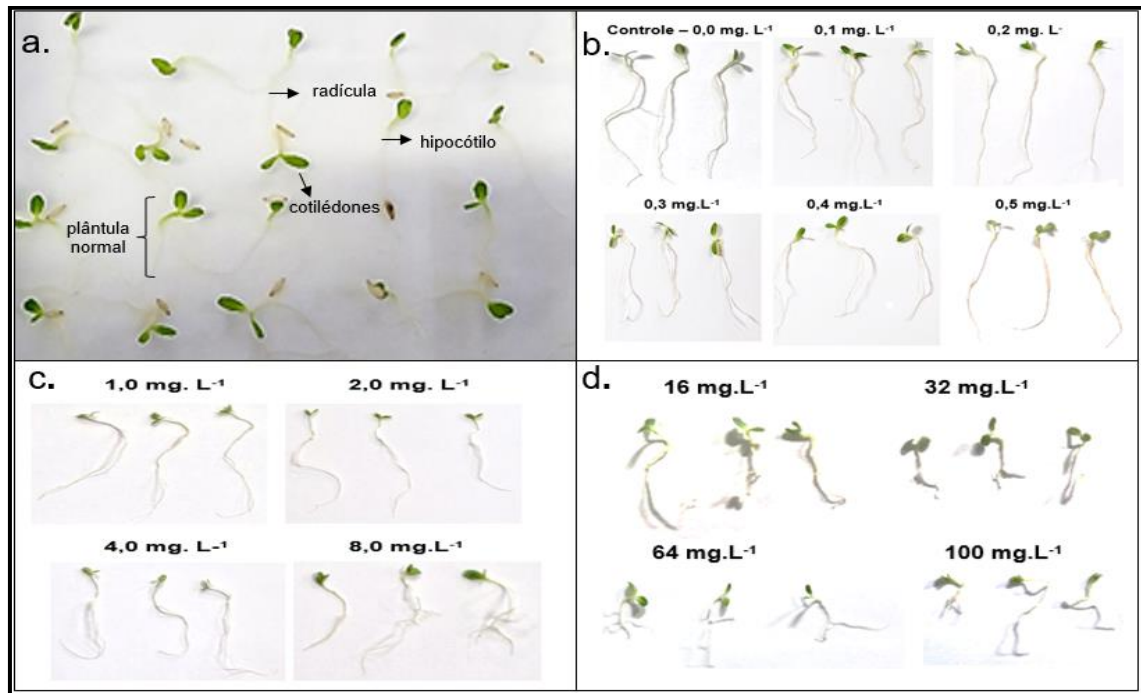 a.
radícula
hipocótilo
cotilédones
plântula
normal
b.
Controle – 0,0 mg. L⁻¹
0,1 mg. L⁻¹
0,2 mg. L⁻
0,3 mg.L⁻¹
0,4 mg.L⁻¹
0,5 mg.L⁻¹
c.
1,0 mg. L⁻¹
2,0 mg. L⁻¹
4,0 mg. L-¹
8,0 mg.L⁻¹
d.
16 mg.L⁻¹
32 mg.L⁻¹
64 mg.L⁻¹
100 mg.L⁻¹